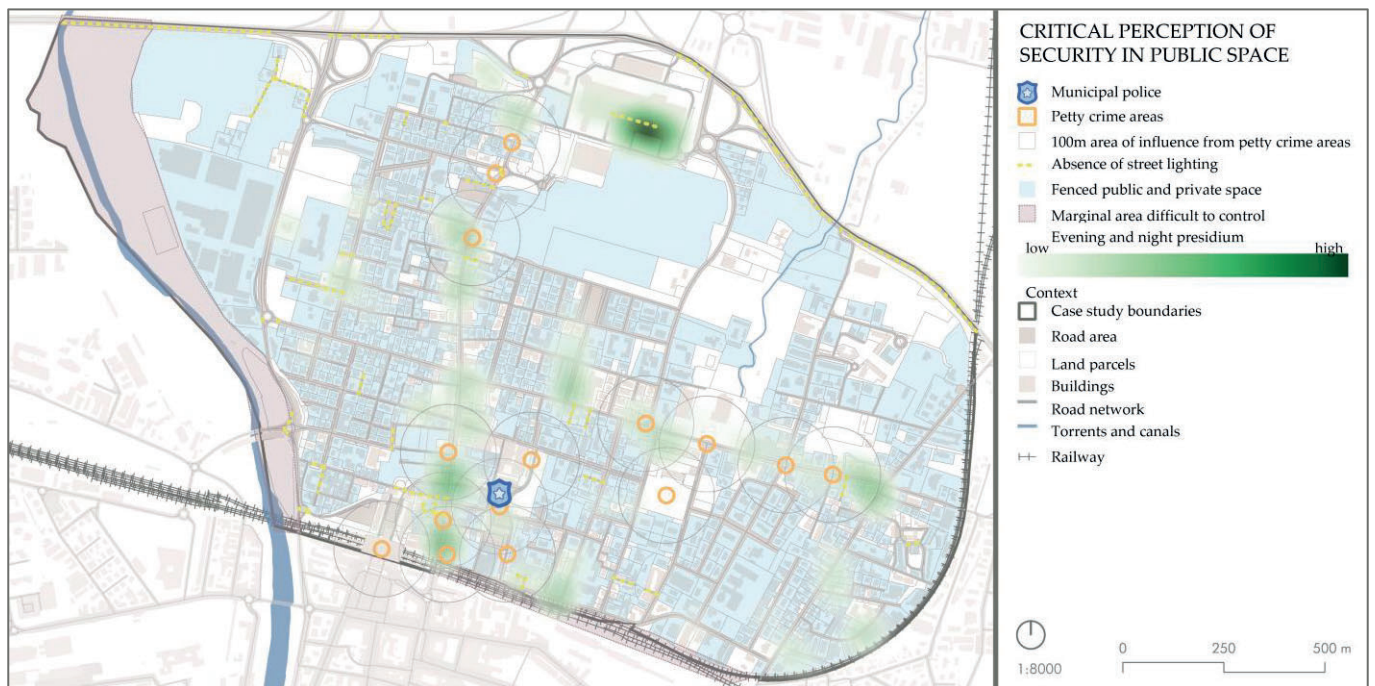 CRITICAL PERCEPTION OF
SECURITY IN PUBLIC SPACE
Municipal police
Petty crime areas
100m area of influence from petty crime areas
Absence of street lighting
Fenced public and private space
Marginal area difficult to control
Evening and night presidium
low high
Context
Case study boundaries
Road area
Land parcels
Buildings
Road network
Torrents and canals
Railway
1:8000
0 250 500 m